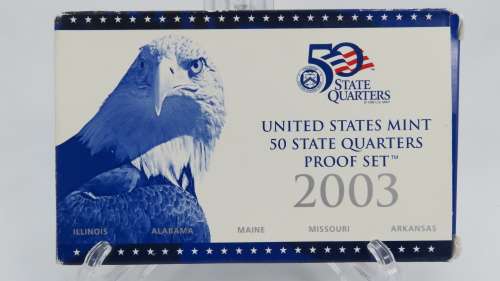 50
STATE
QUARTERS
UNITED STATES MINT
50 STATE QUARTERS
PROOF SET™
2003
ILLINOIS ALABAMA MAINE MISSOURI ARKANSAS